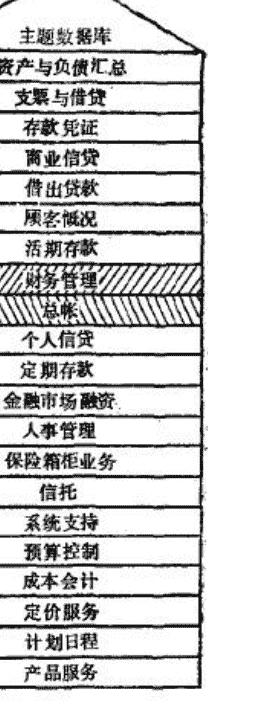 主题数据库
资产与负债汇总
支票与借贷
存款凭证
商业信贷
借出贷款
顾客慨况
活期存款
财务管理
总帐
个人信贷
定期存款
金融市场融资
人事管理
保险箱柜业务
信托
系统支持
预算控制
成本会计
定价服务
计划日程
产品服务